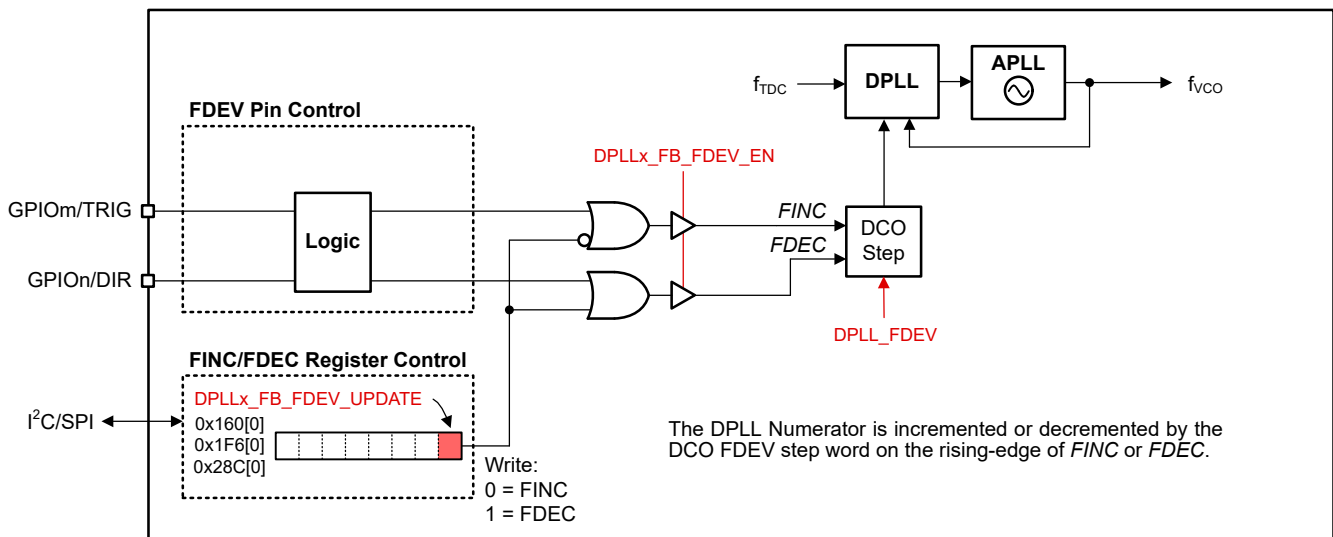 FDEV Pin Control
GPIOm/TRIG
GPIOn/DIR
Logic
FINC/FDEC Register Control
DPLLx_FB_FDEV_UPDATE
I²C/SPI
0x160[0]
0x1F6[0]
0x28C[0]
Write:
0 = FINC
1 = FDEC
DPLLx_FB_FDEV_EN
FINC
FDEC
DCO
Step
DPLL_FDEV
fTDC
DPLL
APLL
fVCO
The DPLL Numerator is incremented or decremented by the
DCO FDEV step word on the rising-edge of FINC or FDEC.